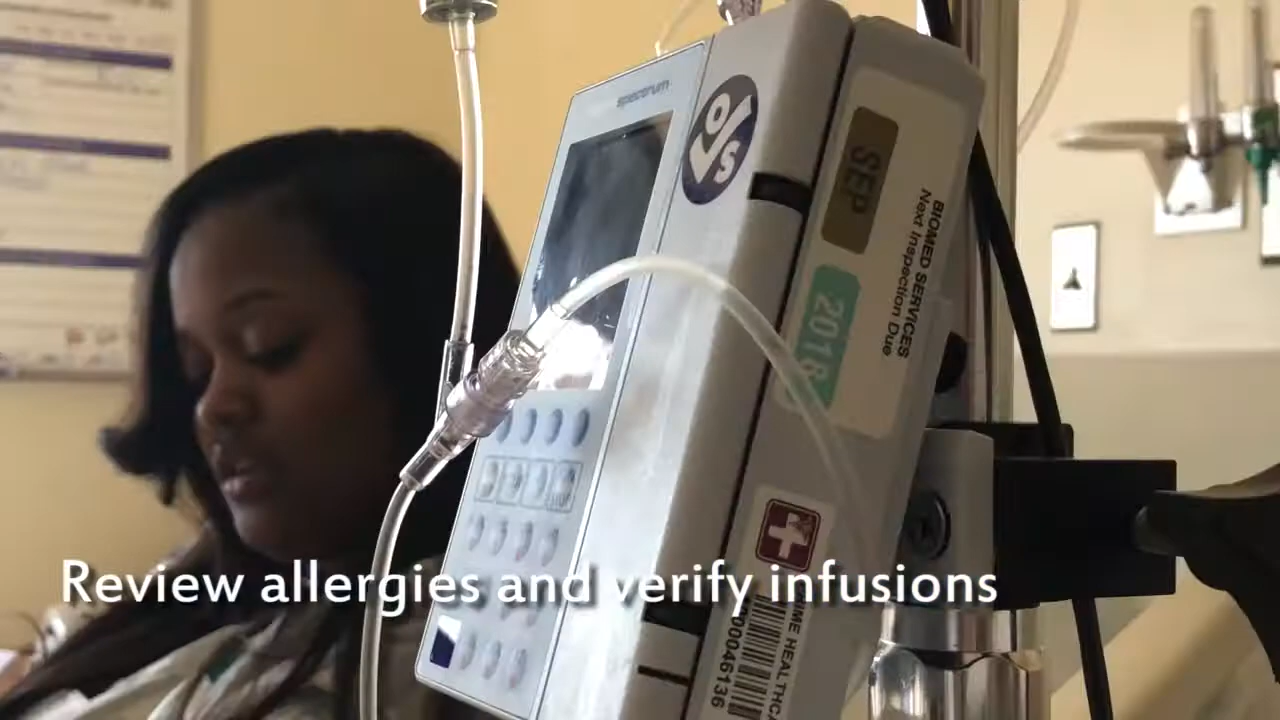 spectrum
SEP
2018
BIOMED SERVICES
Next Inspection Due
Review allergies and verify infusions